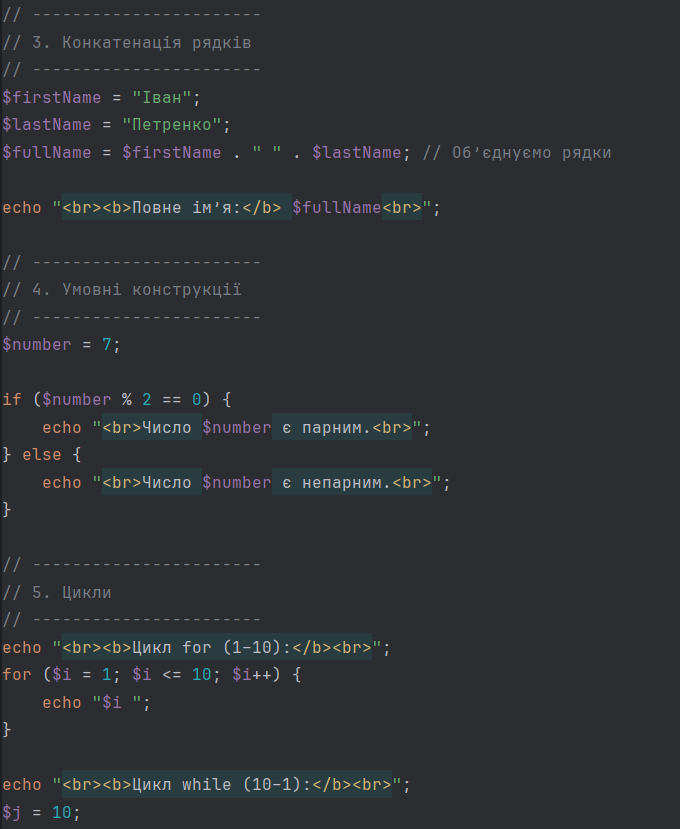 // -----------------------
// 3. Конкатенація рядків
// -----------------------
$firstName = "Іван";
$lastName = "Петренко";
$fullName = $firstName . " " . $lastName; // Об’єднуємо рядки
echo "<br><b>Повне ім’я:</b> $fullName<br>";
// -----------------------
// 4. Умовні конструкції
// -----------------------
$number = 7;
if ($number % 2 == 0) {
    echo "<br>Число $number є парним.<br>";
} else {
    echo "<br>Число $number є непарним.<br>";
}
// -----------------------
// 5. Цикли
// -----------------------
echo "<br><b>Цикл for (1-10):</b><br>";
for ($i = 1; $i <= 10; $i++) {
    echo "$i ";
}
echo "<br><b>Цикл while (10-1):</b><br>";
$j = 10;